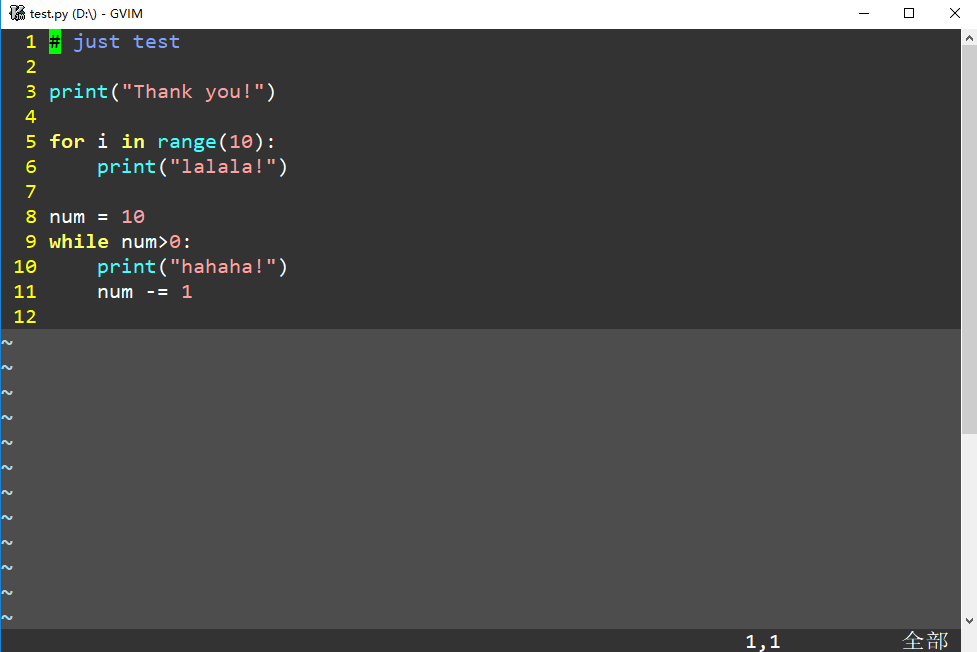 test.py (D:\) - GVIM
1 # just test
2
3 print("Thank you!")
4
5 for i in range(10):
6     print("lalala!")
7
8 num = 10
9 while num>0:
10     print("hahaha!")
11     num -= 1
12
~
~
~
~
~
~
~
~
~
~
~
~
1,1 全部